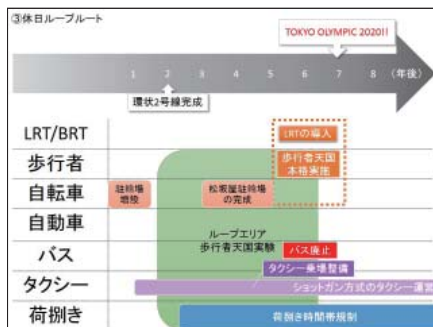 ③休日ループルート
TOKYO OLYMPIC 2020!!
1 2 3 4 5 6 7 8 (年後)
環状2号線完成
LRT/BRT
LRTの導入
歩行者
歩行者天国
本格実施
自転車
駐輪場
増設
松坂屋駐輪場
の完成
自動車
ループエリア
歩行者天国実験
バス
バス廃止
タクシー乗場整備
タクシー
ショットガン方式のタクシー運営
荷捌き
荷捌き時間帯規制